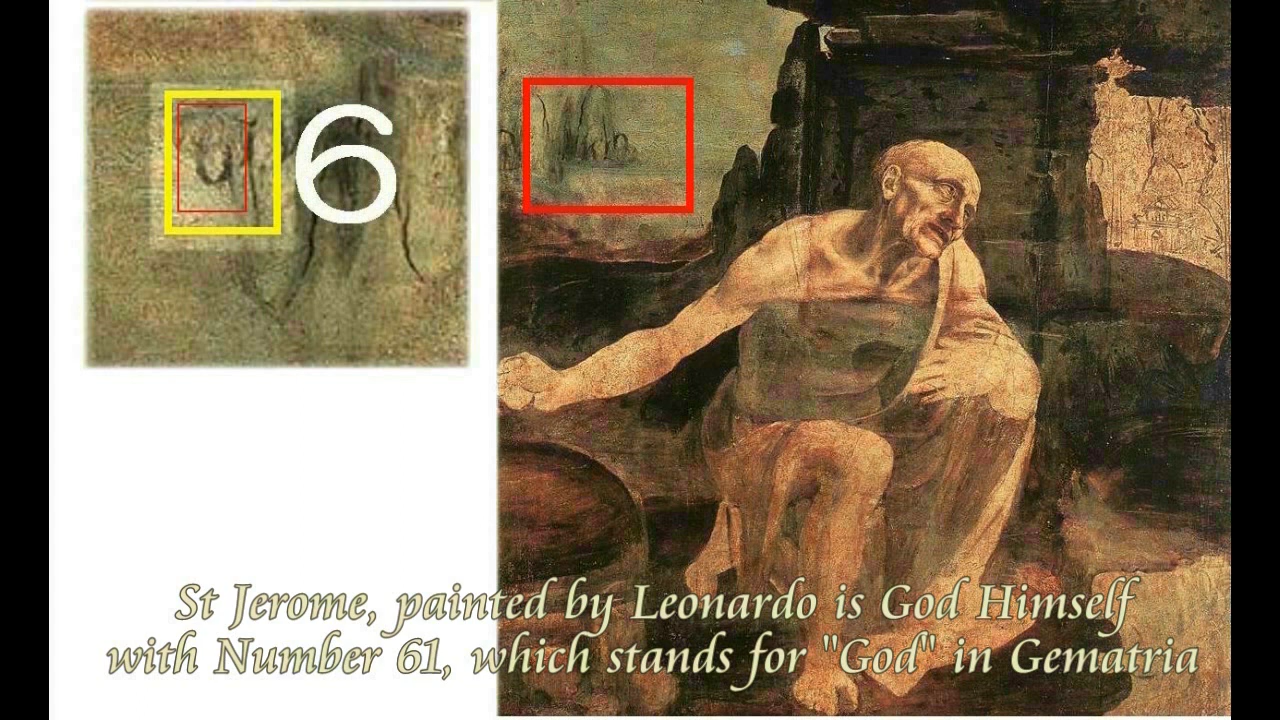 6
St Jerome, painted by Leonardo is God Himself
with Number 61, which stands for "God" in Gematria